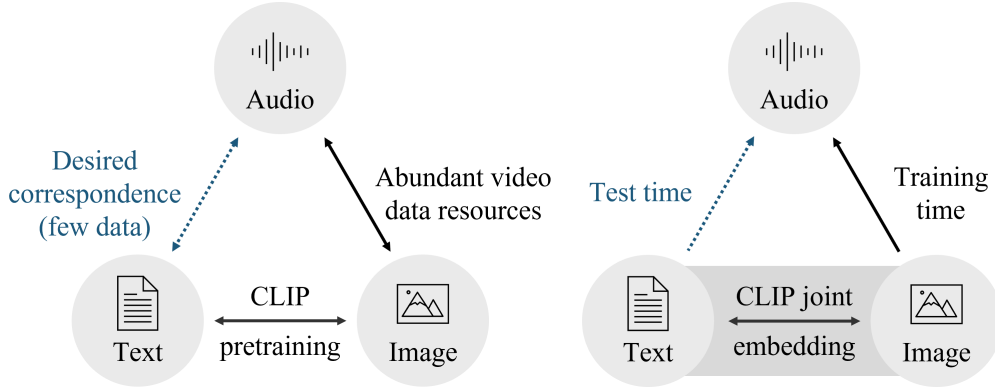 Audio
Desired
correspondence
(few data)
Abundant video
data resources
Text
CLIP
pretraining
Image
Audio
Test time
Training
time
Text
CLIP joint
embedding
Image